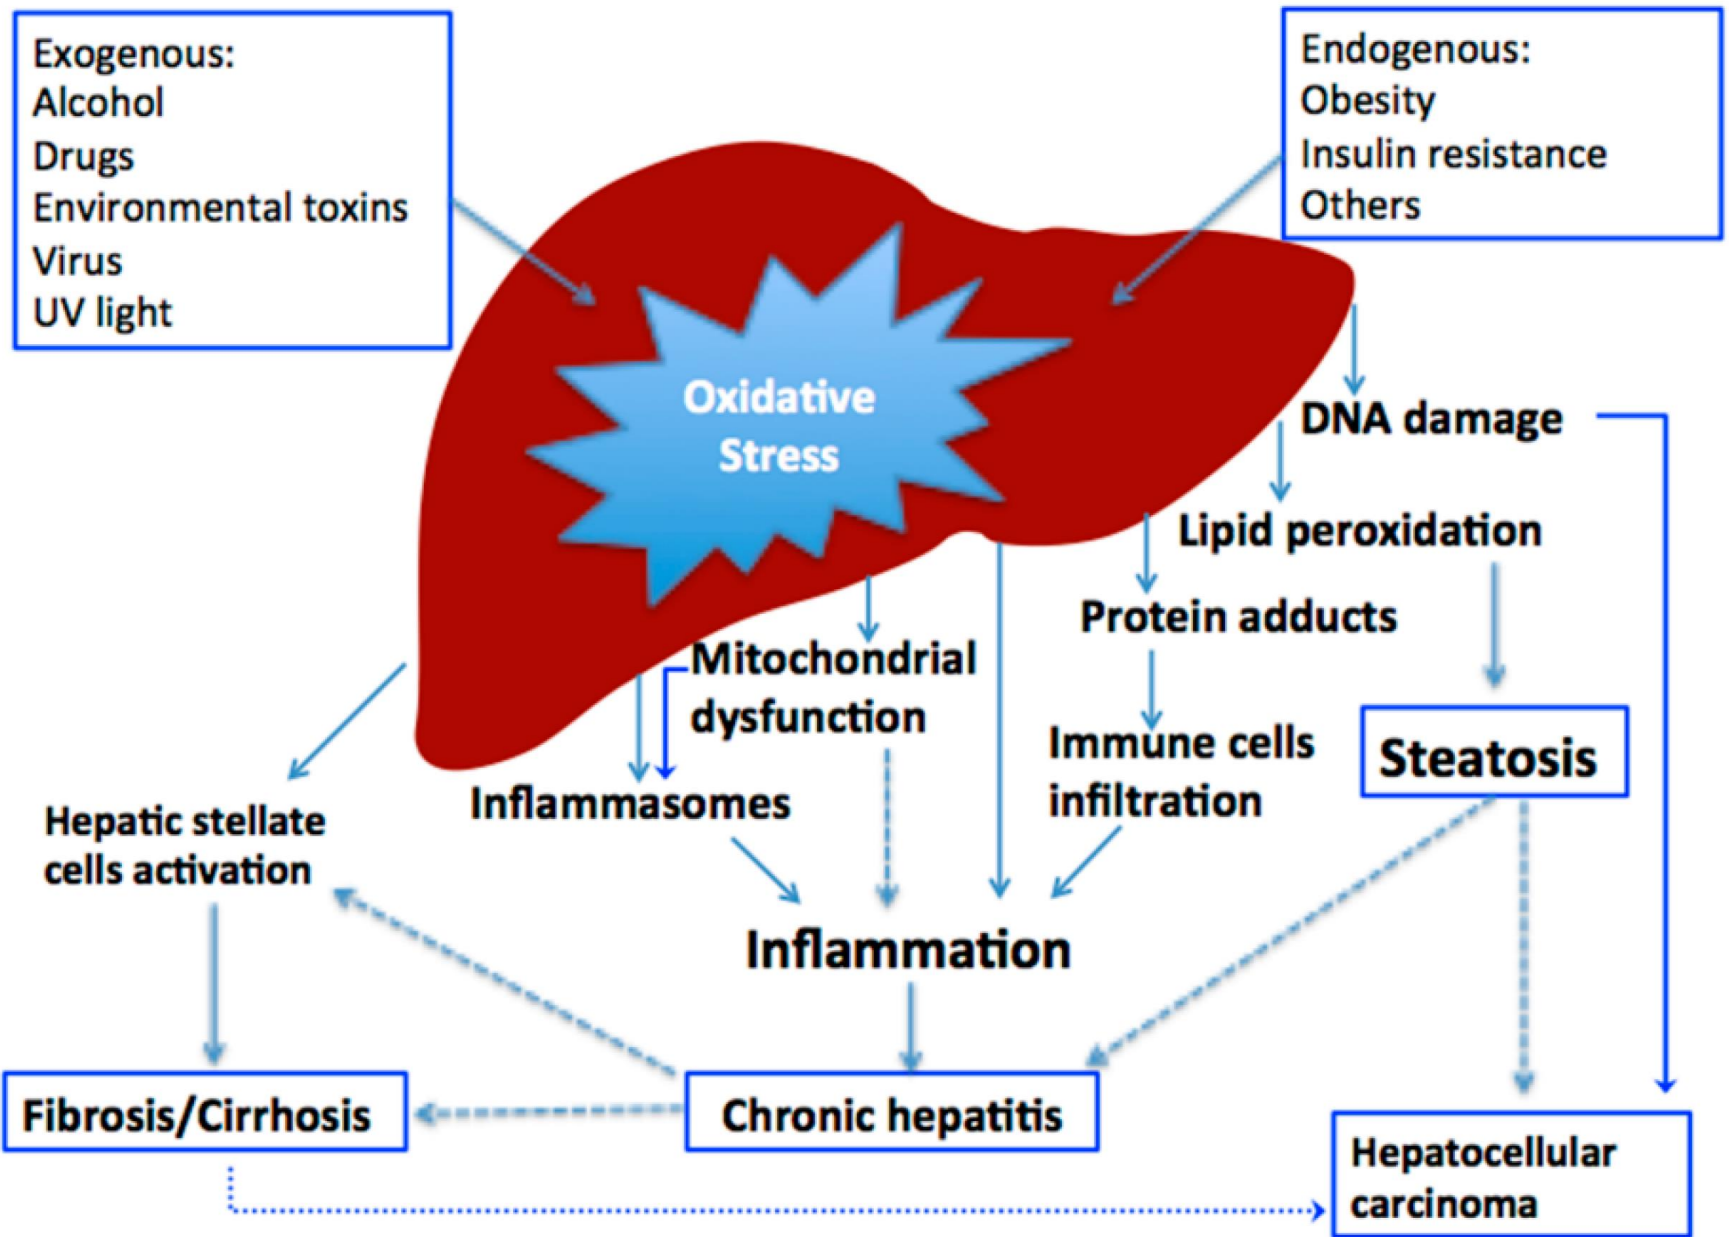 Exogenous:
Alcohol
Drugs
Environmental toxins
Virus
UV light
Endogenous:
Obesity
Insulin resistance
Others
Oxidative
Stress
DNA damage
Lipid peroxidation
Protein adducts
Mitochondrial
dysfunction
Immune cells
infiltration
Steatosis
Inflammasomes
Hepatic stellate
cells activation
Inflammation
Fibrosis/Cirrhosis
Chronic hepatitis
Hepatocellular
carcinoma